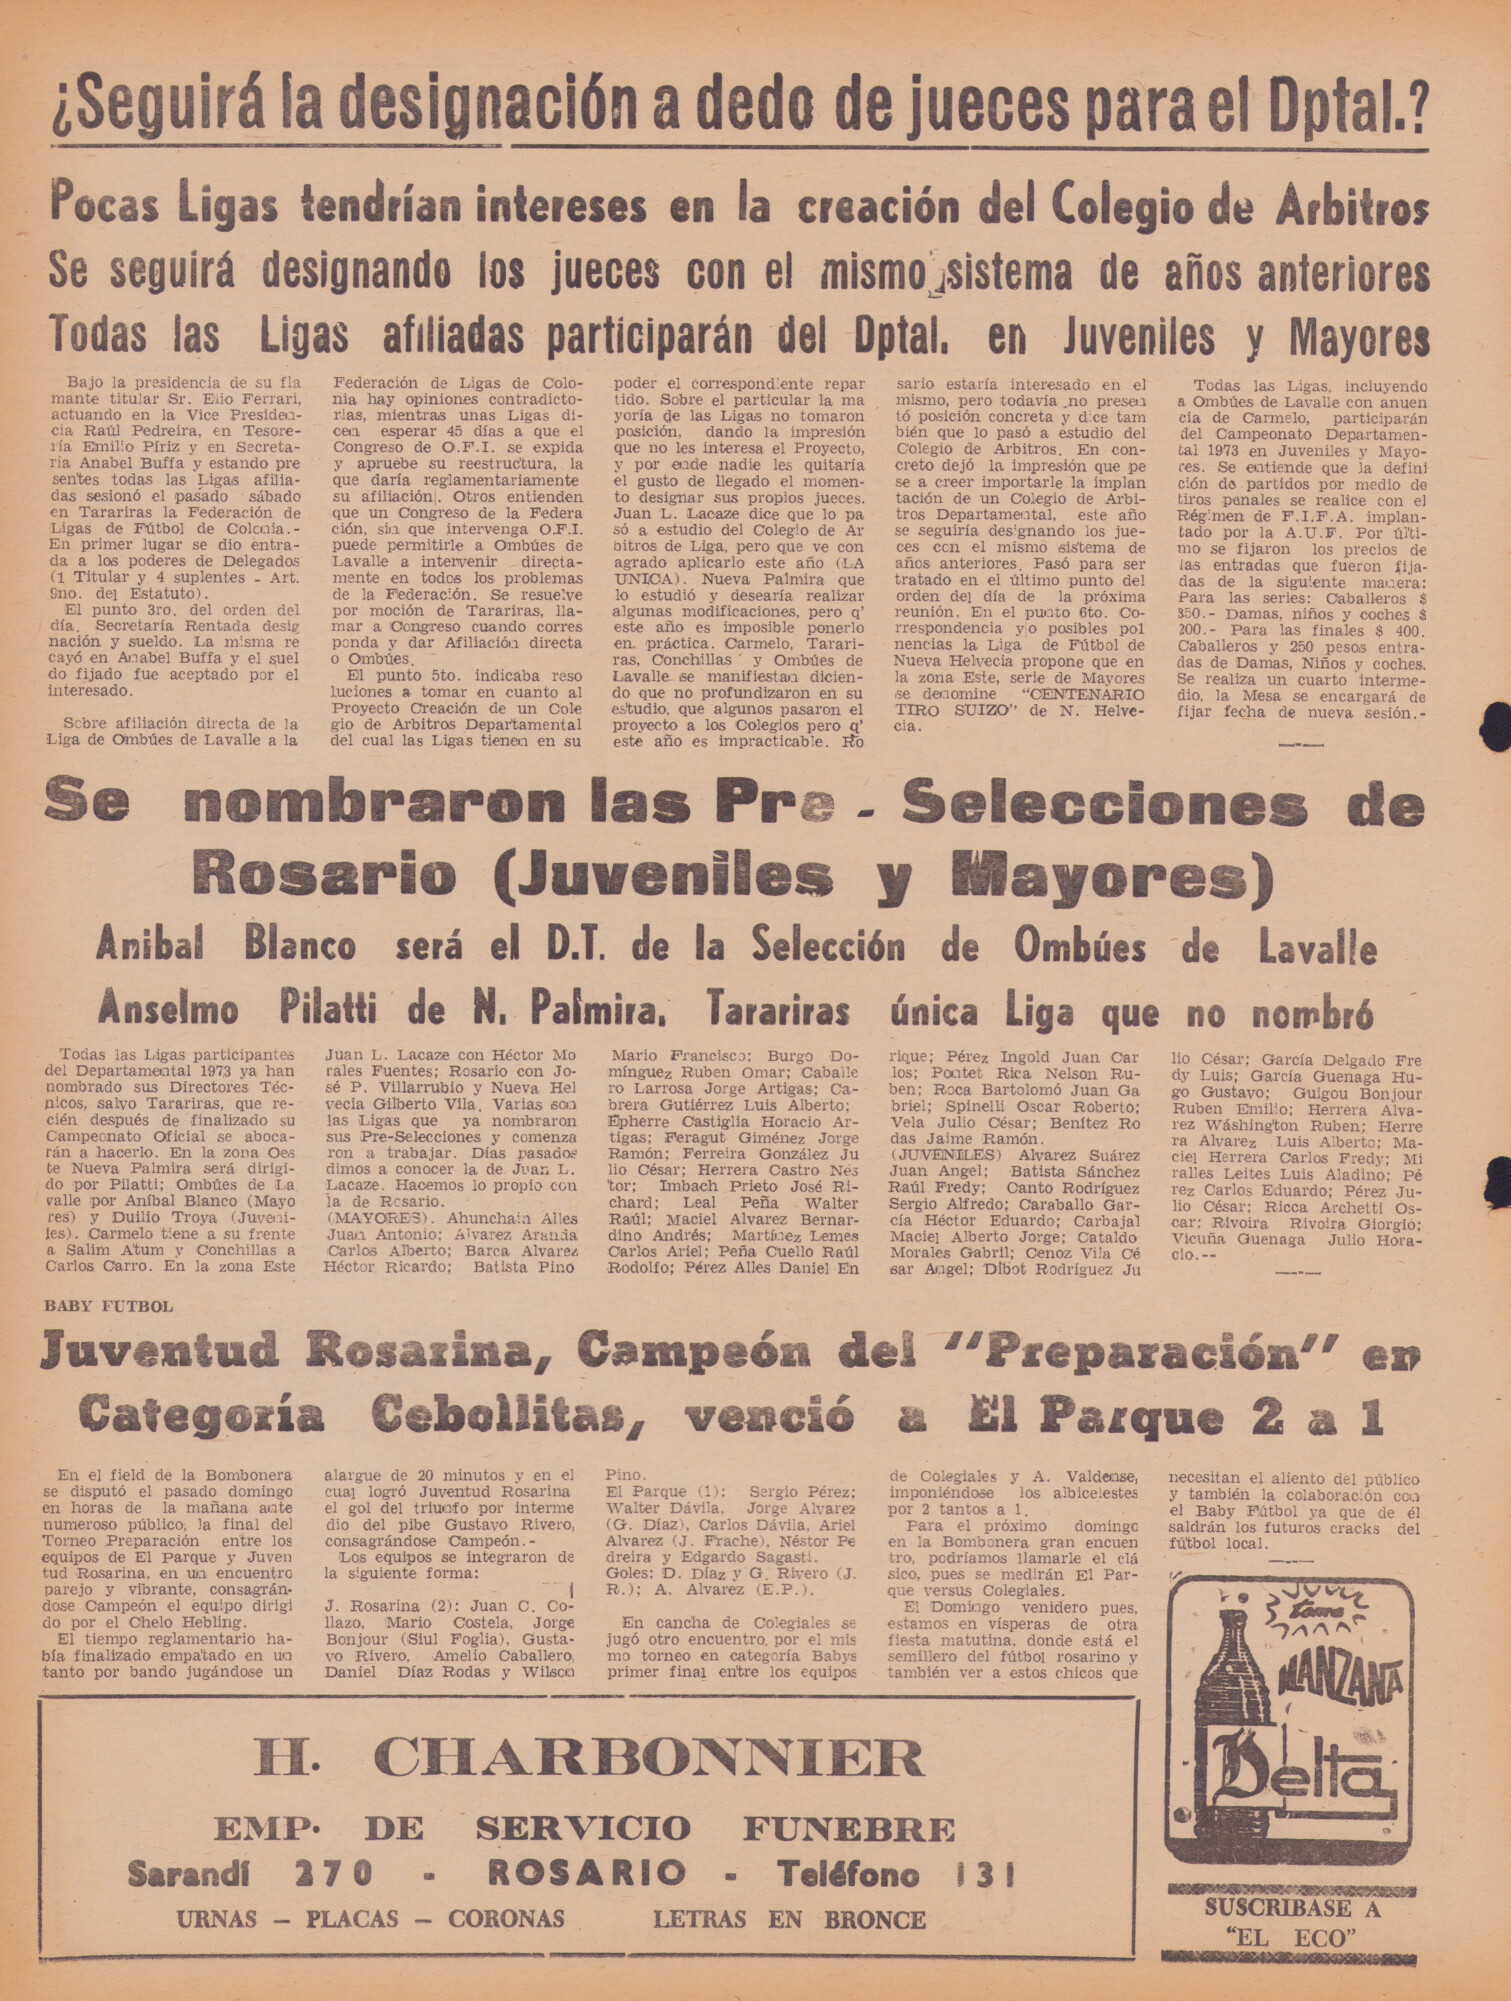 ¿Seguirá la designación a dedo de jueces para el Dptal.?
Pocas Ligas tendrían intereses en la creación del Colegio de Arbitros
Se seguirá designando los jueces con el mismo sistema de años anteriores
Todas las Ligas afiliadas participarán del Dptal. en Juveniles y Mayores
Bajo la presidencia de su fla
mante titular Sr. Elio Ferrari,
actuando en la Vice Presiden-
cia Raúl Pedreira, en Tesore-
ría Emilio Píriz y en Secreta-
ría Anabel Buffa y estando pre
sentes todas las Ligas afilia-
das sesionó el pasado sábado
en Tarariras la Federación de
Ligas de Fútbol de Colonia.-
En primer lugar se dio entra-
da a los poderes de Delegados
(1 Titular y 4 suplentes - Art.
9no. del Estatuto).
El punto 3ro. del orden del
día. Secretaría Rentada desig
nación y sueldo. La misma re
cayó en Anabel Buffa y el suel
do fijado fue aceptado por el
interesado.
Sobre afiliación directa de la
Liga de Ombúes de Lavalle a la
Federación de Ligas de Colo-
nia hay opiniones contradicto-
rias, mientras unas Ligas di-
cen esperar 45 días a que el
Congreso de O.F.I. se expida
y apruebe su reestructura, la
que daría reglamentariamente
su afiliación. Otros entienden
que un Congreso de la Federa
ción, sin que intervenga O.F.I.
puede permitirle a Ombúes de
Lavalle a intervenir directa-
mente en todos los problemas
de la Federación. Se resuelve
por moción de Tarariras, lla-
mar a Congreso cuando corres
ponda y dar Afiliación directa
o Ombúes.
El punto 5to. indicaba reso
luciones a tomar en cuanto al
Proyecto Creación de un Cole
gio de Arbitros Departamental
del cual las Ligas tienen en su
poder el correspondiente repar
tido. Sobre el particular la ma
yoría de las Ligas no tomaron
posición, dando la impresión
que no les interesa el Proyecto,
y por ende nadie les quitaría
el gusto de llegado el momen-
to designar sus propios jueces.
Juan L. Lacaze dice que lo pa
só a estudio del Colegio de Ar
bitros de Liga, pero que ve con
agrado aplicarlo este año (LA
UNICA). Nueva Palmira que
lo estudió y desearía realizar
algunas modificaciones, pero q'
este año es imposible ponerlo
en práctica. Carmelo, Tarari-
ras, Conchillas y Ombúes de
Lavalle se manifiestan dicien-
do que no profundizaron en su
estudio, que algunos pasaron el
proyecto a los Colegios pero q'
este año es impracticable. Ro
sario estaría interesado en el
mismo, pero todavía no presen
tó posición concreta y dice tam
bién que lo pasó a estudio del
Colegio de Arbitros. En con-
creto dejó la impresión que pe
se a creer importarle la implan
tación de un Colegio de Arbi-
tros Departamental, este año
se seguiría designando los jue-
ces con el mismo sistema de
años anteriores. Pasó para ser
tratado en el último punto del
orden del día de la próxima
reunión. En el punto 6to. Co-
rrespondencia y|o posibles pol
nencias la Liga de Fútbol de
Nueva Helvecia propone que en
la zona Este, serie de Mayores
se denomine "CENTENARIO
TIRO SUIZO" de N. Helve-
cia.
Todas las Ligas, incluyendo
a Ombúes de Lavalle con anuen
cia de Carmelo, participarán
del Campeonato Departamen-
tal 1973 en Juveniles y Mayo-
res. Se entiende que la defini
ción de partidos por medio de
tiros penales se realice con el
Régimen de F.I.F.A. implan-
tado por la A.U.F. Por últi-
mo se fijaron los precios de
las entradas que fueron fija-
das de la siguiente manera:
Para las series: Caballeros $
350.- Damas, niños y coches $
200.- Para las finales $ 400.
Caballeros y 250 pesos entra-
das de Damas, Niños y coches.
Se realiza un cuarto interme-
dio, la Mesa se encargará de
fijar fecha de nueva sesión.-
Se nombraron las Pre - Selecciones de
Rosario (Juveniles y Mayores)
Anibal Blanco será el D.T. de la Selección de Ombúes de Lavalle
Anselmo Pilatti de N. Palmira. Tarariras única Liga que no nombró
Todas las Ligas participantes
del Departamental 1973 ya han
nombrado sus Directores Téc-
nicos, salvo Tarariras, que re-
cién después de finalizado su
Campeonato Oficial se aboca-
rán a hacerlo. En la zona Oes
te Nueva Palmira será dirigi-
do por Pilatti; Ombúes de La
valle por Aníbal Blanco (Mayo
res) y Duilio Troya (Juveni-
les). Carmelo tiene a su frente
a Salim Atum y Conchillas a
Carlos Carro. En la zona Este
Juan L. Lacaze con Héctor Mo
rales Fuentes; Rosario con Jo-
sé P. Villarrubio y Nueva Hel
vecia Gilberto Vila. Varias son
las Ligas que ya nombraron
sus Pre-Selecciones y comenza
ron a trabajar. Días pasados
dimos a conocer la de Juan L.
Lacaze. Hacemos lo propio con
la de Rosario.
(MAYORES). Ahunchain Alles
Juan Antonio; Alvarez Aranda
Carlos Alberto; Barca Alvarez
Héctor Ricardo; Batista Pino
Mario Francisco; Burgo Do-
mínguez Ruben Omar; Caballe
ro Larrosa Jorge Artigas; Ca-
brera Gutiérrez Luis Alberto;
Epherre Castiglia Horacio Ar-
tigas; Feragut Giménez Jorge
Ramón; Ferreira González Ju
lio César; Herrera Castro Nés
tor; Imbach Prieto José Ri-
chard; Leal Peña Walter
Raúl; Maciel Alvarez Bernar-
dino Andrés; Martínez Lemes
Carlos Ariel; Peña Cuello Raúl
Rodolfo; Pérez Alles Daniel En
rique; Pérez Ingold Juan Car
los; Pontet Rica Nelson Ru-
ben; Roca Bartolomó Juan Ga
briel; Spinelli Oscar Roberto;
Vela Julio César; Benítez Ro
das Jaime Ramón.
(JUVENILES) Alvarez Suárez
Juan Angel; Batista Sánchez
Raúl Fredy; Canto Rodríguez
Sergio Alfredo; Caraballo Gar-
cía Héctor Eduardo; Carbajal
Maciel Alberto Jorge; Cataldo
Morales Gabril; Cenoz Vila Cé
sar Angel; Dibot Rodríguez Ju
lio César; García Delgado Fre
dy Luis; García Guenaga Hu-
go Gustavo; Guigou Bonjour
Ruben Emilio; Herrera Alva-
rez Wáshington Ruben; Herre
ra Alvarez Luis Alberto; Ma-
ciel Herrera Carlos Fredy; Mi
ralles Leites Luis Aladino; Pé
rez Carlos Eduardo; Pérez Ju-
lio César; Ricca Archetti Os-
car; Rivoira Rivoira Giorgio;
Vicuña Guenaga Julio Hora-
cio.--
BABY FUTBOL
Juventud Rosarina, Campeón del "Preparación" en
Categoría Cebollitas, venció a El Parque 2 a 1
En el field de la Bombonera
se disputó el pasado domingo
en horas de la mañana ante
numeroso público, la final del
Torneo Preparación entre los
equipos de El Parque y Juven
tud Rosarina, en un encuentro
parejo y vibrante, consagrán-
dose Campeón el equipo dirigi
do por el Chelo Hebling.
El tiempo reglamentario ha-
bía finalizado empatado en un
tanto por bando jugándose un
alargue de 20 minutos y en el
cual logró Juventud Rosarina
el gol del triunfo por interme
dio del pibe Gustavo Rivero,
consagrándose Campeón.-
Los equipos se integraron de
la siguiente forma:
J. Rosarina (2): Juan C. Co-
llazo, Mario Costela, Jorge
Bonjour (Siul Foglia), Gusta-
vo Rivero, Amelio Caballero,
Daniel Díaz Rodas y Wilson
Pino.
El Parque (1): Sergio Pérez;
Walter Dávila, Jorge Alvarez
(G. Díaz), Carlos Dávila, Ariel
Alvarez (J. Frache), Néstor Pe
dreira y Edgardo Sagasti.
Goles: D. Díaz y G. Rivero (J.
R.); A. Alvarez (E.P.).
En cancha de Colegiales se
jugó otro encuentro, por el mis
mo torneo en categoría Babys
primer final entre los equipos
de Colegiales y A. Valdense,
imponiéndose los albicelestes
por 2 tantos a 1.
Para el próximo domingo
en la Bombonera gran encuen
tro, podríamos llamarle el clá
sico, pues se medirán El Par-
que versus Colegiales.
El Domingo venidero pues,
estamos en vísperas de otra
fiesta matutina, donde está el
semillero del fútbol rosarino y
también ver a estos chicos que
necesitan el aliento del público
y también la colaboración con
el Baby Fútbol ya que de él
saldrán los futuros cracks del
fútbol local.
H. CHARBONNIER
EMP. DE SERVICIO FUNEBRE
Sarandí 270 - ROSARIO - Teléfono 131
URNAS - PLACAS - CORONAS LETRAS EN BRONCE
tome
MANZANA
Delta
SUSCRIBASE A
"EL ECO"